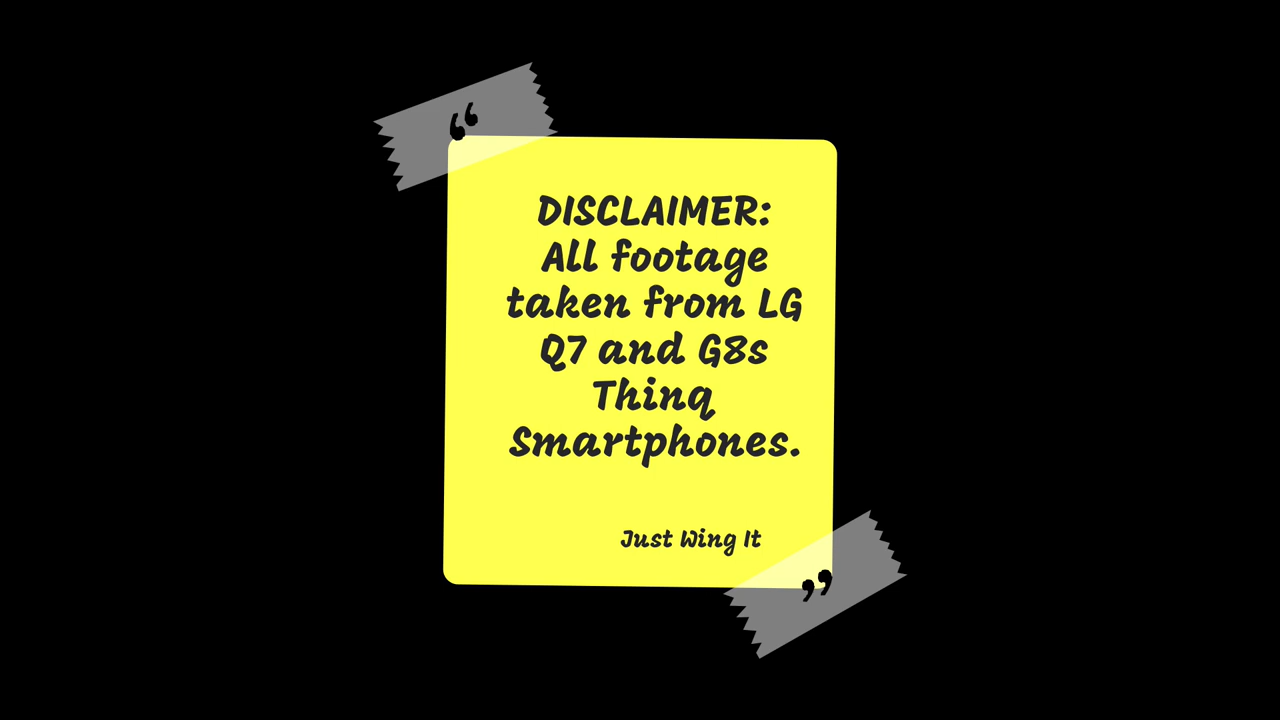 “
DISCLAIMER:
All footage
taken from LG
Q7 and G8s
Thinq
Smartphones.
Just Wing It
”